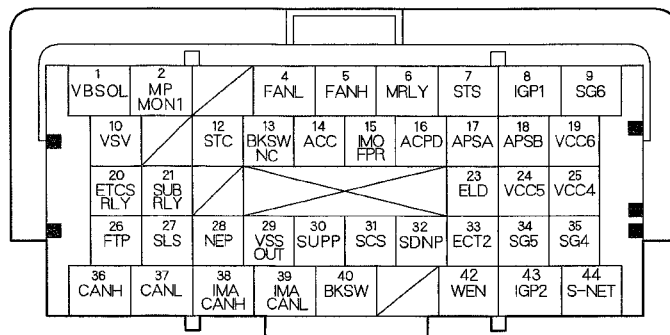 1 2 4 5 6 7 8 9
VBSOL MP MON1 FANL FANH MRLY STS IGP1 SG6
10 12 13 14 15 16 17 18 19
VSV STC BKSW NC ACC IMO FPR ACPD APSA APSB VCC6
20 21 23 24 25
ETCS RLY SUB RLY ELD VCC5 VCC4
26 27 28 29 30 31 32 33 34 35
FTP SLS NEP VSS OUT SUPP SCS SDNP ECT2 SG5 SG4
36 37 38 39 40 42 43 44
CANH CANL IMA CANH IMA CANL BKSW WEN IGP2 S-NET